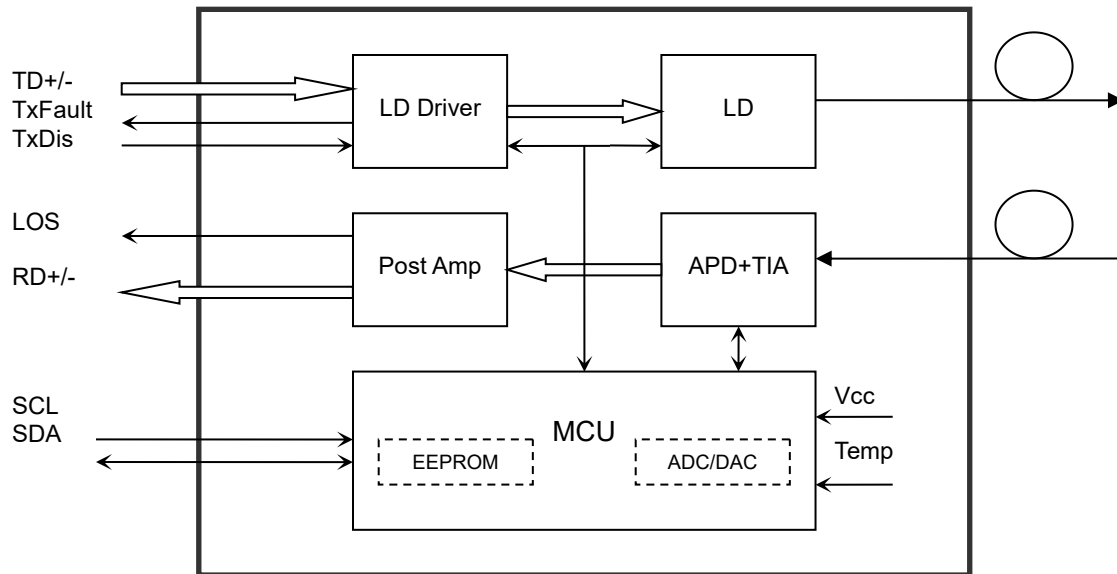 TD+/-
TxFault
TxDis
LD Driver
LD
LOS
RD+/-
Post Amp
APD+TIA
SCL
SDA
MCU
EEPROM
ADC/DAC
Vcc
Temp